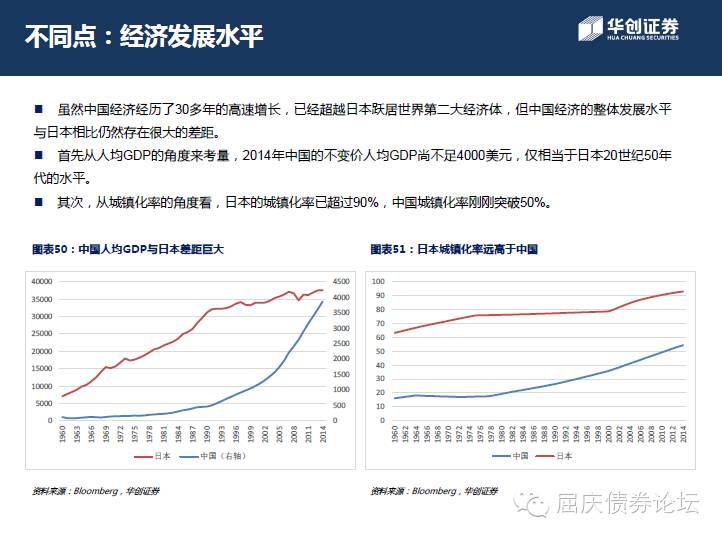 不同点：经济发展水平
华创证券
HUA CHUANG SECURITIES
■ 虽然中国经济经历了30多年的高速增长，已经超越日本跃居世界第二大经济体，但中国经济的整体发展水平
与日本相比仍然存在很大的差距。
■ 首先从人均GDP的角度来考量，2014年中国的不变价人均GDP尚不足4000美元，仅相当于日本20世纪50年
代的水平。
■ 其次，从城镇化率的角度看，日本的城镇化率已超过90%，中国城镇化率刚刚突破50%。
图表50：中国人均GDP与日本差距巨大
40000
35000
30000
25000
20000
15000
10000
5000
0
4500
4000
3500
3000
2500
2000
1500
1000
500
0
1960 1963 1966 1969 1972 1975 1978 1981 1984 1987 1990 1993 1996 1999 2002 2005 2008 2011 2014
日本 中国（右轴）
资料来源：Bloomberg，华创证券
图表51：日本城镇化率远高于中国
100
90
80
70
60
50
40
30
20
10
0
1960 1962 1964 1966 1968 1970 1972 1974 1976 1978 1980 1982 1984 1986 1988 1990 1992 1994 1996 1998 2000 2002 2004 2006 2008 2010 2012 2014
中国 日本
资料来源：Bloomberg，华创证券
屈庆债券论坛